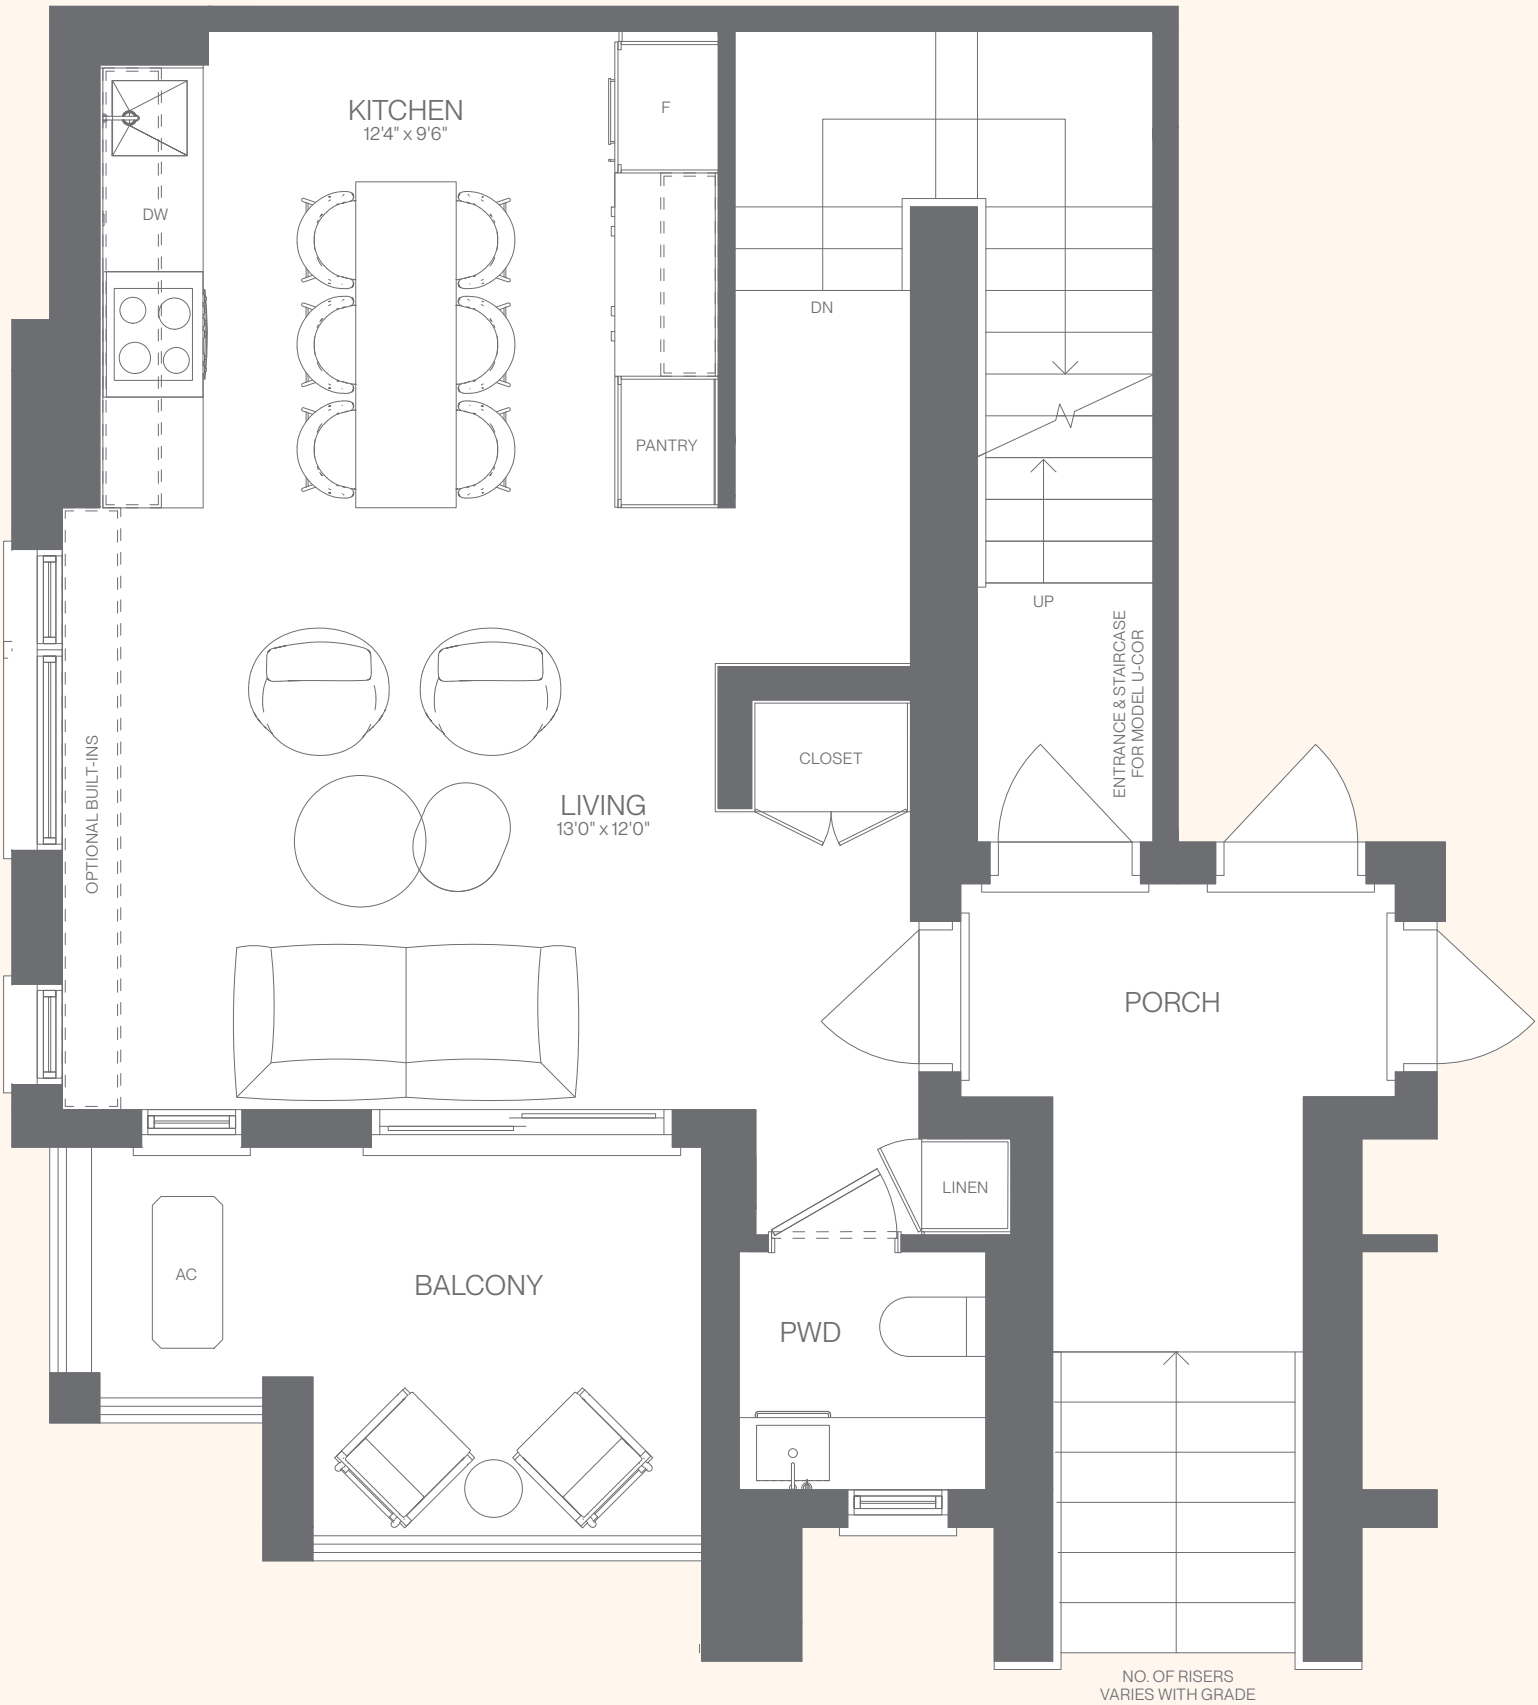 KITCHEN
12'4" x 9'6"
F
DW
DN
PANTRY
UP
ENTRANCE & STAIRCASE
FOR MODEL U-COR
OPTIONAL BUILT-INS
CLOSET
LIVING
13'0" x 12'0"
PORCH
LINEN
AC
BALCONY
PWD
NO. OF RISERS
VARIES WITH GRADE